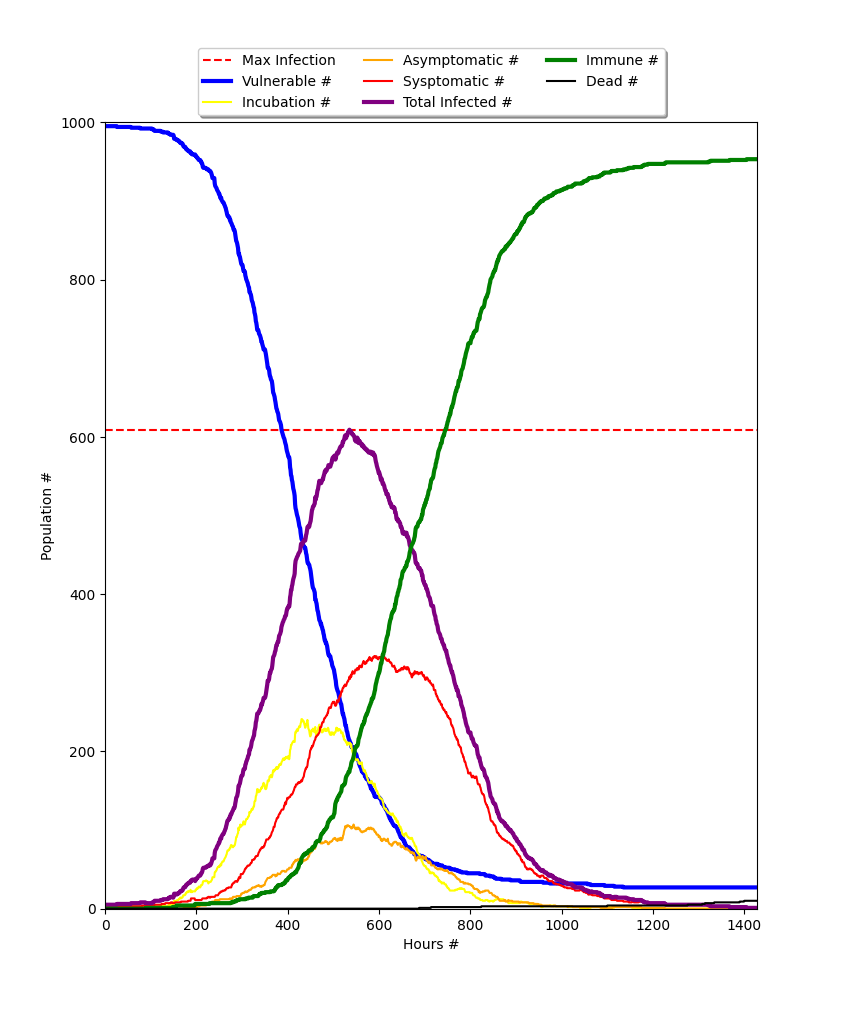 Max Infection
Vulnerable #
Incubation #
Asymptomatic #
Sysptomatic #
Total Infected #
Immune #
Dead #
1000
800
600
400
200
0
Population #
0 200 400 600 800 1000 1200 1400
Hours #